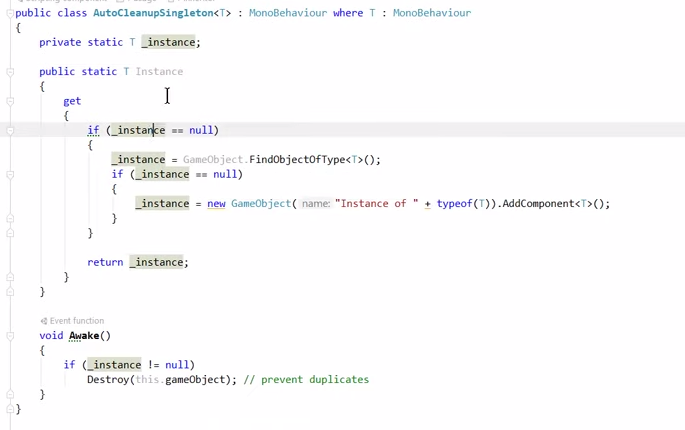 public class AutoCleanupSingleton<T> : MonoBehaviour where T : MonoBehaviour
{
    private static T _instance;
    public static T Instance
    {
        get
        {
            if (_instance == null)
            {
                _instance = GameObject.FindObjectOfType<T>();
                if (_instance == null)
                {
                    _instance = new GameObject( name: "Instance of " + typeof(T)).AddComponent<T>();
                }
            }
            return _instance;
        }
    }
    Event function
    void Awake()
    {
        if (_instance != null)
            Destroy(this.gameObject); // prevent duplicates
    }
}